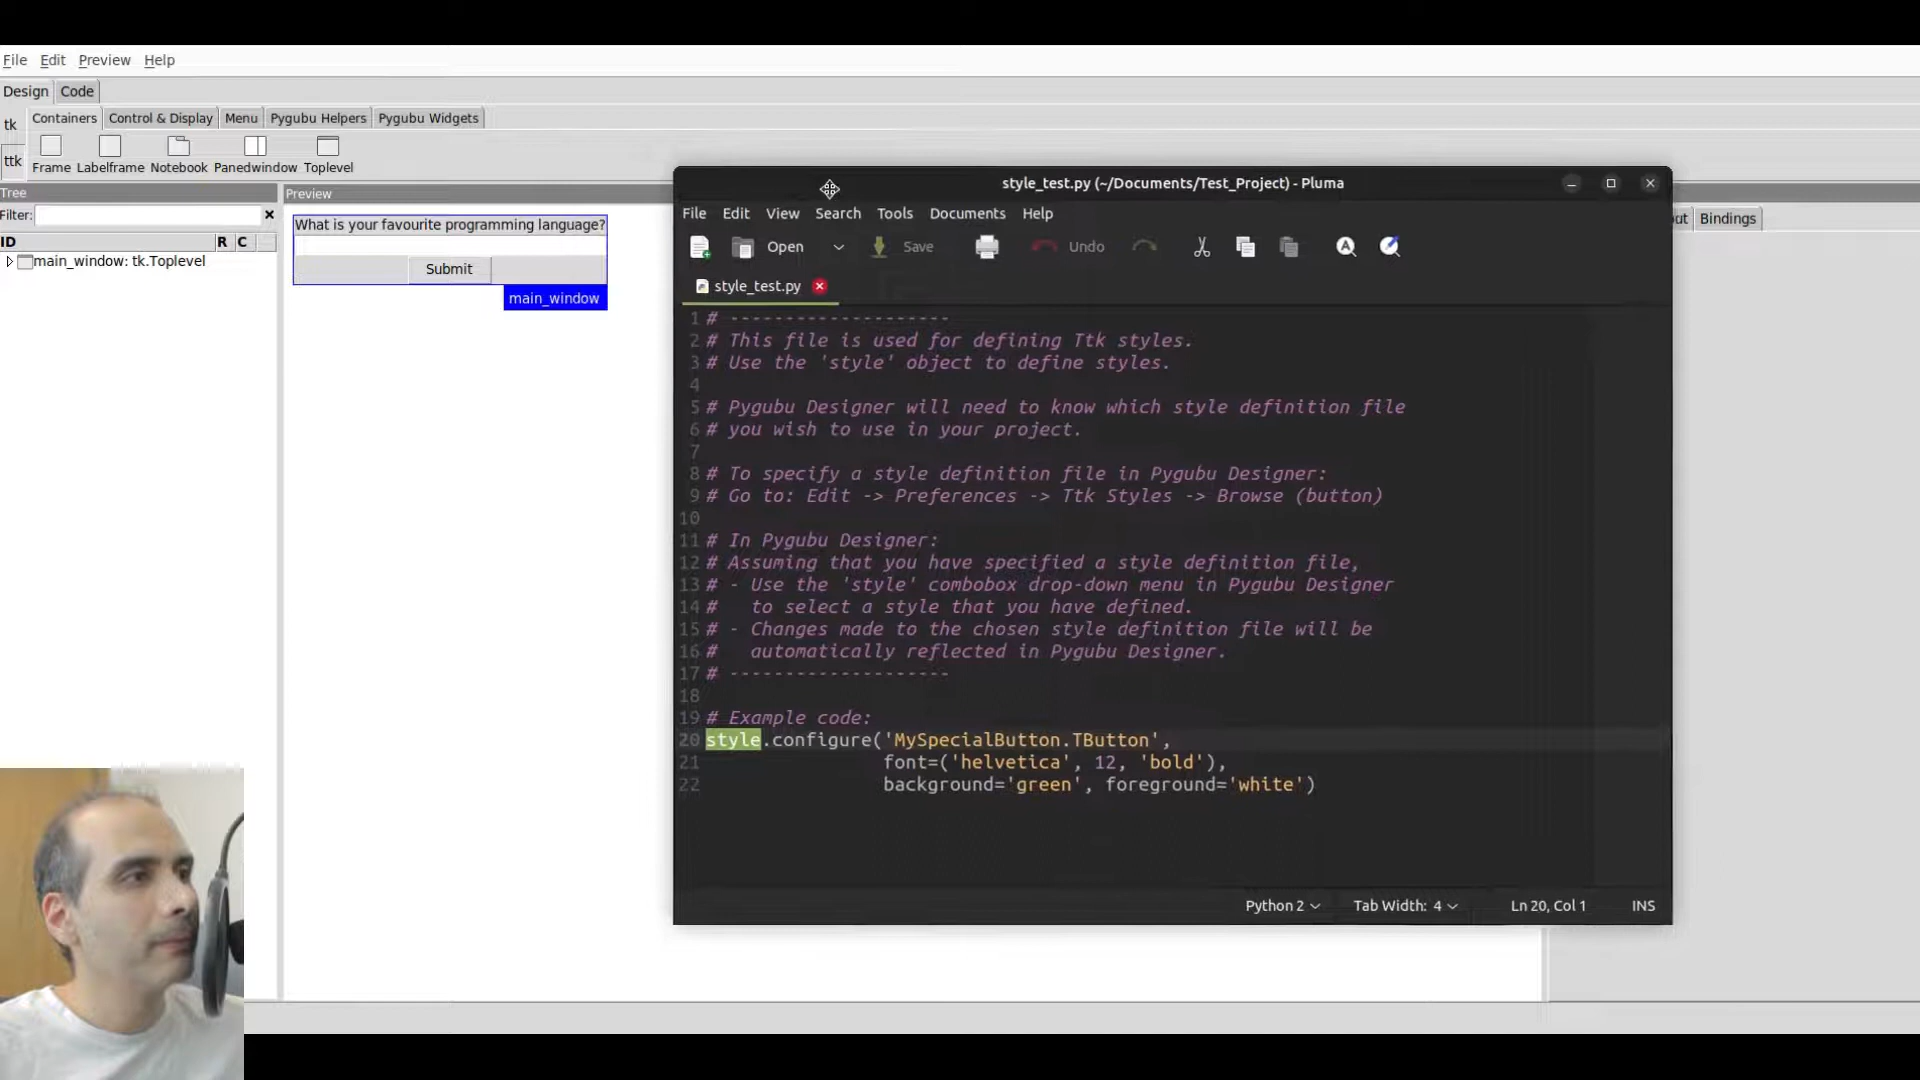 File Edit Preview Help
Design Code
tk
ttk
Containers Control & Display Menu Pygubu Helpers Pygubu Widgets
Frame Labelframe Notebook Panedwindow Toplevel
Tree
Filter:
ID R C
main_window: tk.Toplevel
Preview
What is your favourite programming language?
Submit
main_window
Bindings
style_test.py (~/Documents/Test_Project) - Pluma
File Edit View Search Tools Documents Help
Open Save Undo
style_test.py
1 # --------------------
2 # This file is used for defining Ttk styles.
3 # Use the 'style' object to define styles.
4
5 # Pygubu Designer will need to know which style definition file
6 # you wish to use in your project.
7
8 # To specify a style definition file in Pygubu Designer:
9 # Go to: Edit -> Preferences -> Ttk Styles -> Browse (button)
10
11 # In Pygubu Designer:
12 # Assuming that you have specified a style definition file,
13 # - Use the 'style' combobox drop-down menu in Pygubu Designer
14 #   to select a style that you have defined.
15 # - Changes made to the chosen style definition file will be
16 #   automatically reflected in Pygubu Designer.
17 # --------------------
18
19 # Example code:
20 style.configure('MySpecialButton.TButton',
21                 font=('helvetica', 12, 'bold'),
22                 background='green', foreground='white')
Python 2 Tab Width: 4 Ln 20, Col 1 INS